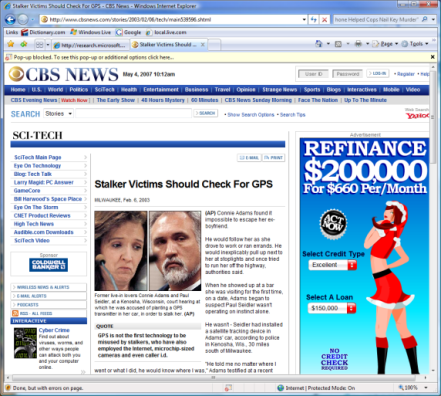 Stalker Victims Should Check For GPS - CBS News - Windows Internet Explorer
http://www.cbsnews.com/stories/2003/02/06/tech/main539596.shtml
hone Helped Cops Nail Key Murder
Links Dictionary.com Windows Live Google local.live.com
http://research.microsoft... Stalker Victims Should ... Page Tools
Pop-up blocked. To see this pop-up or additional options click here...
CBS NEWS May 4, 2007 10:12am User ID Password LOG IN Register Help
Home U.S. World Politics SciTech Health Entertainment Business Travel Opinion Strange News Sports Blogs Interactives Mobile Video
CBS Evening News Watch Now The Early Show 48 Hours Mystery 60 Minutes CBS News Sunday Morning Face The Nation Up To The Minute
SEARCH Stories SEARCH Show Search Options Search Tips
SCI-TECH
E-MAIL PRINT
SciTech Main Page
Eye On Technology
Blog: Tech Talk
Larry Magid: PC Answer
GameCore
Bill Harwood's Space Place
Eye On The Storm
CNET Product Reviews
High Tech News
Audible.com Downloads
SciTech Video
Sponsor
COLDWELL
BANKER
WIRELESS NEWS & ALERTS
E-MAIL ALERTS
PODCASTS
RSS ALL FEEDS
INTERACTIVE
Cyber Crime
Find out about
viruses, worms, and
other ways people
can attack both you
and your computer
online.
Stalker Victims Should Check For GPS
MILWAUKEE, Feb. 6, 2003
Former live in lovers Connie Adams and Paul
Seidler, at a Kenosha, Wisconsin, court hearing at
which he was accused of planting a GPS
transmitter in her car, in order to stalk her. (AP)
QUOTE
GPS is not the first technology to be
misused by stalkers, who have also
employed the Internet, microchip-sized
cameras and even caller i.d.
(AP) Connie Adams found it
impossible to escape her ex-
boyfriend.
He would follow her as she
drove to work or ran errands. He
would inexplicably pull up next to
her at stoplights and once tried
to run her off the highway,
authorities said.
When he showed up at a bar
she was visiting for the first time,
on a date, Adams began to
suspect Paul Seidler wasn't
operating on instinct alone.
He wasn't - Seidler had installed
a satellite tracking device in
Adams' car, according to police
in Kenosha, Wis., 30 miles
south of Milwaukee.
"He told me no matter where I
went or what I did, he would know where I was," Adams testified at a recent
Advertisement
REFINANCE
$200,000
For $660 Per/Month
ACT
NOW
Select Credit Type
Excellent
Select A Loan
$150,000
NO
CREDIT
CHECK
REQUIRED
Done, but with errors on page. Internet | Protected Mode: On 100%